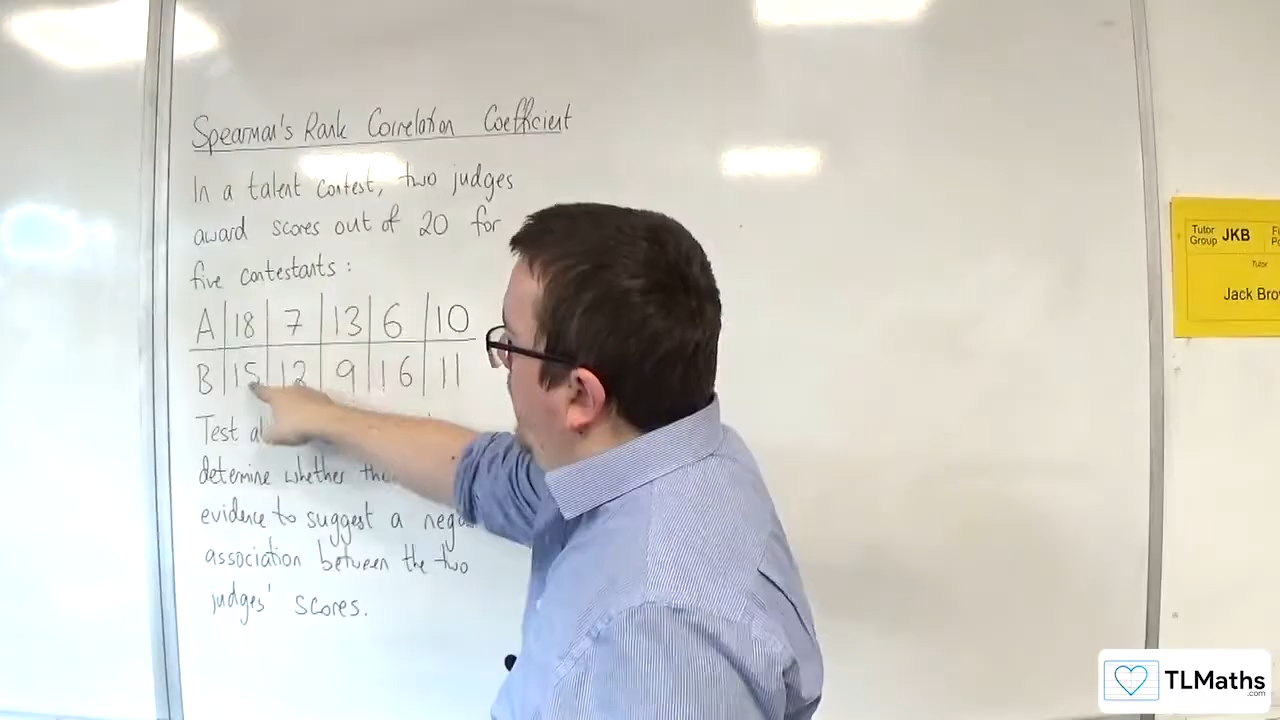 Spearman's Rank Correlation Coefficient
In a talent contest, two judges
award scores out of 20 for
five contestants:
A 18 7 13 6 10
B 15 12 9 16 11
Test
determine whether
evidence to suggest a
association between the two
judges' scores.
Tutor Group JKB
Tutor
Jack
TLMaths
.com